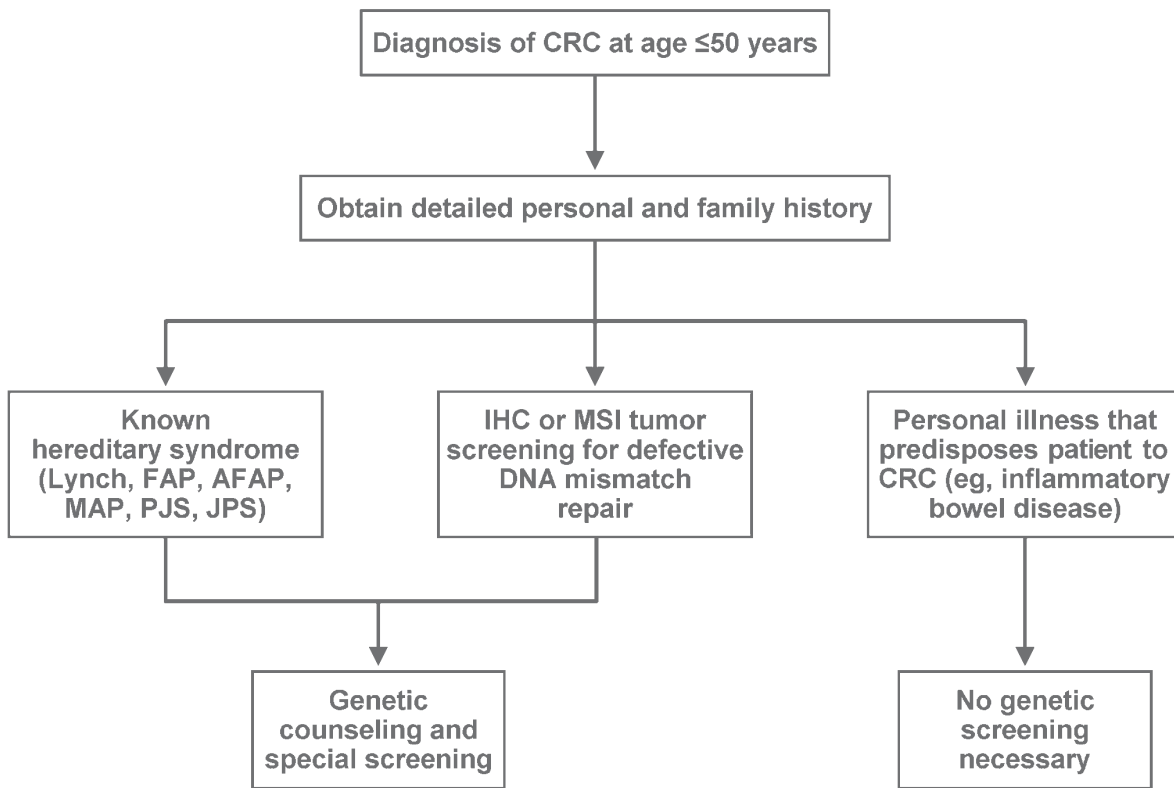 Diagnosis of CRC at age ≤50 years
Obtain detailed personal and family history
Known
hereditary syndrome
(Lynch, FAP, AFAP,
MAP, PJS, JPS)
IHC or MSI tumor
screening for defective
DNA mismatch
repair
Personal illness that
predisposes patient to
CRC (eg, inflammatory
bowel disease)
Genetic
counseling and
special screening
No genetic
screening
necessary